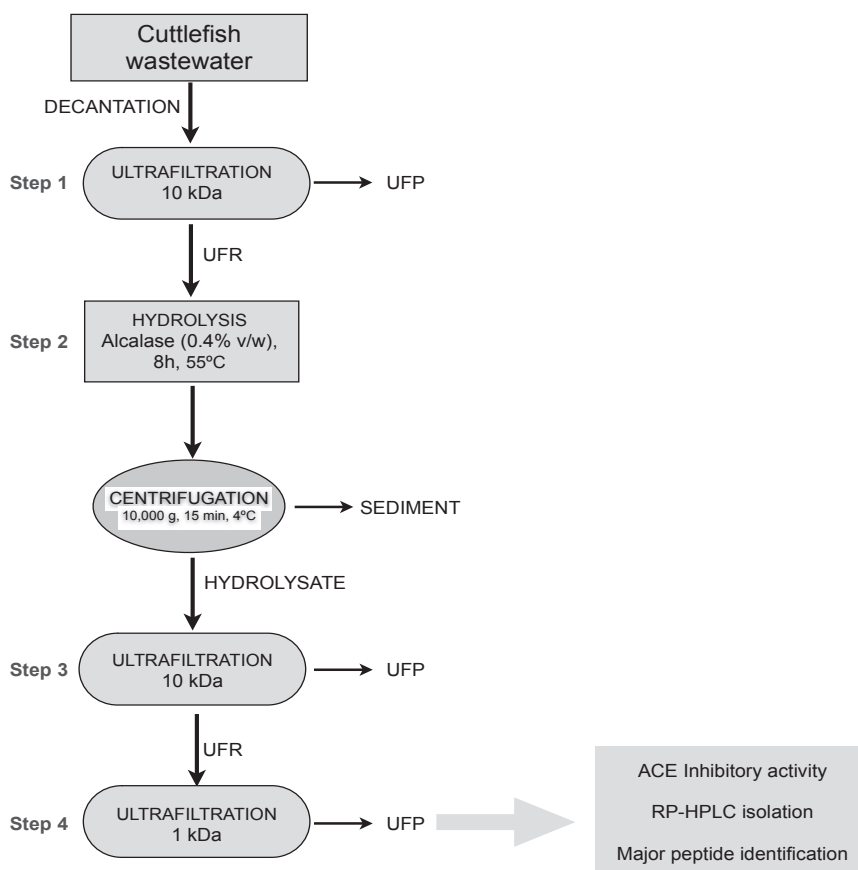 Cuttlefish
wastewater
DECANTATION
Step 1
ULTRAFILTRATION
10 kDa
UFP
UFR
Step 2
HYDROLYSIS
Alcalase (0.4% v/w),
8h, 55ºC
CENTRIFUGATION
10,000 g, 15 min, 4ºC
SEDIMENT
HYDROLYSATE
Step 3
ULTRAFILTRATION
10 kDa
UFP
UFR
Step 4
ULTRAFILTRATION
1 kDa
UFP
ACE Inhibitory activity
RP-HPLC isolation
Major peptide identification